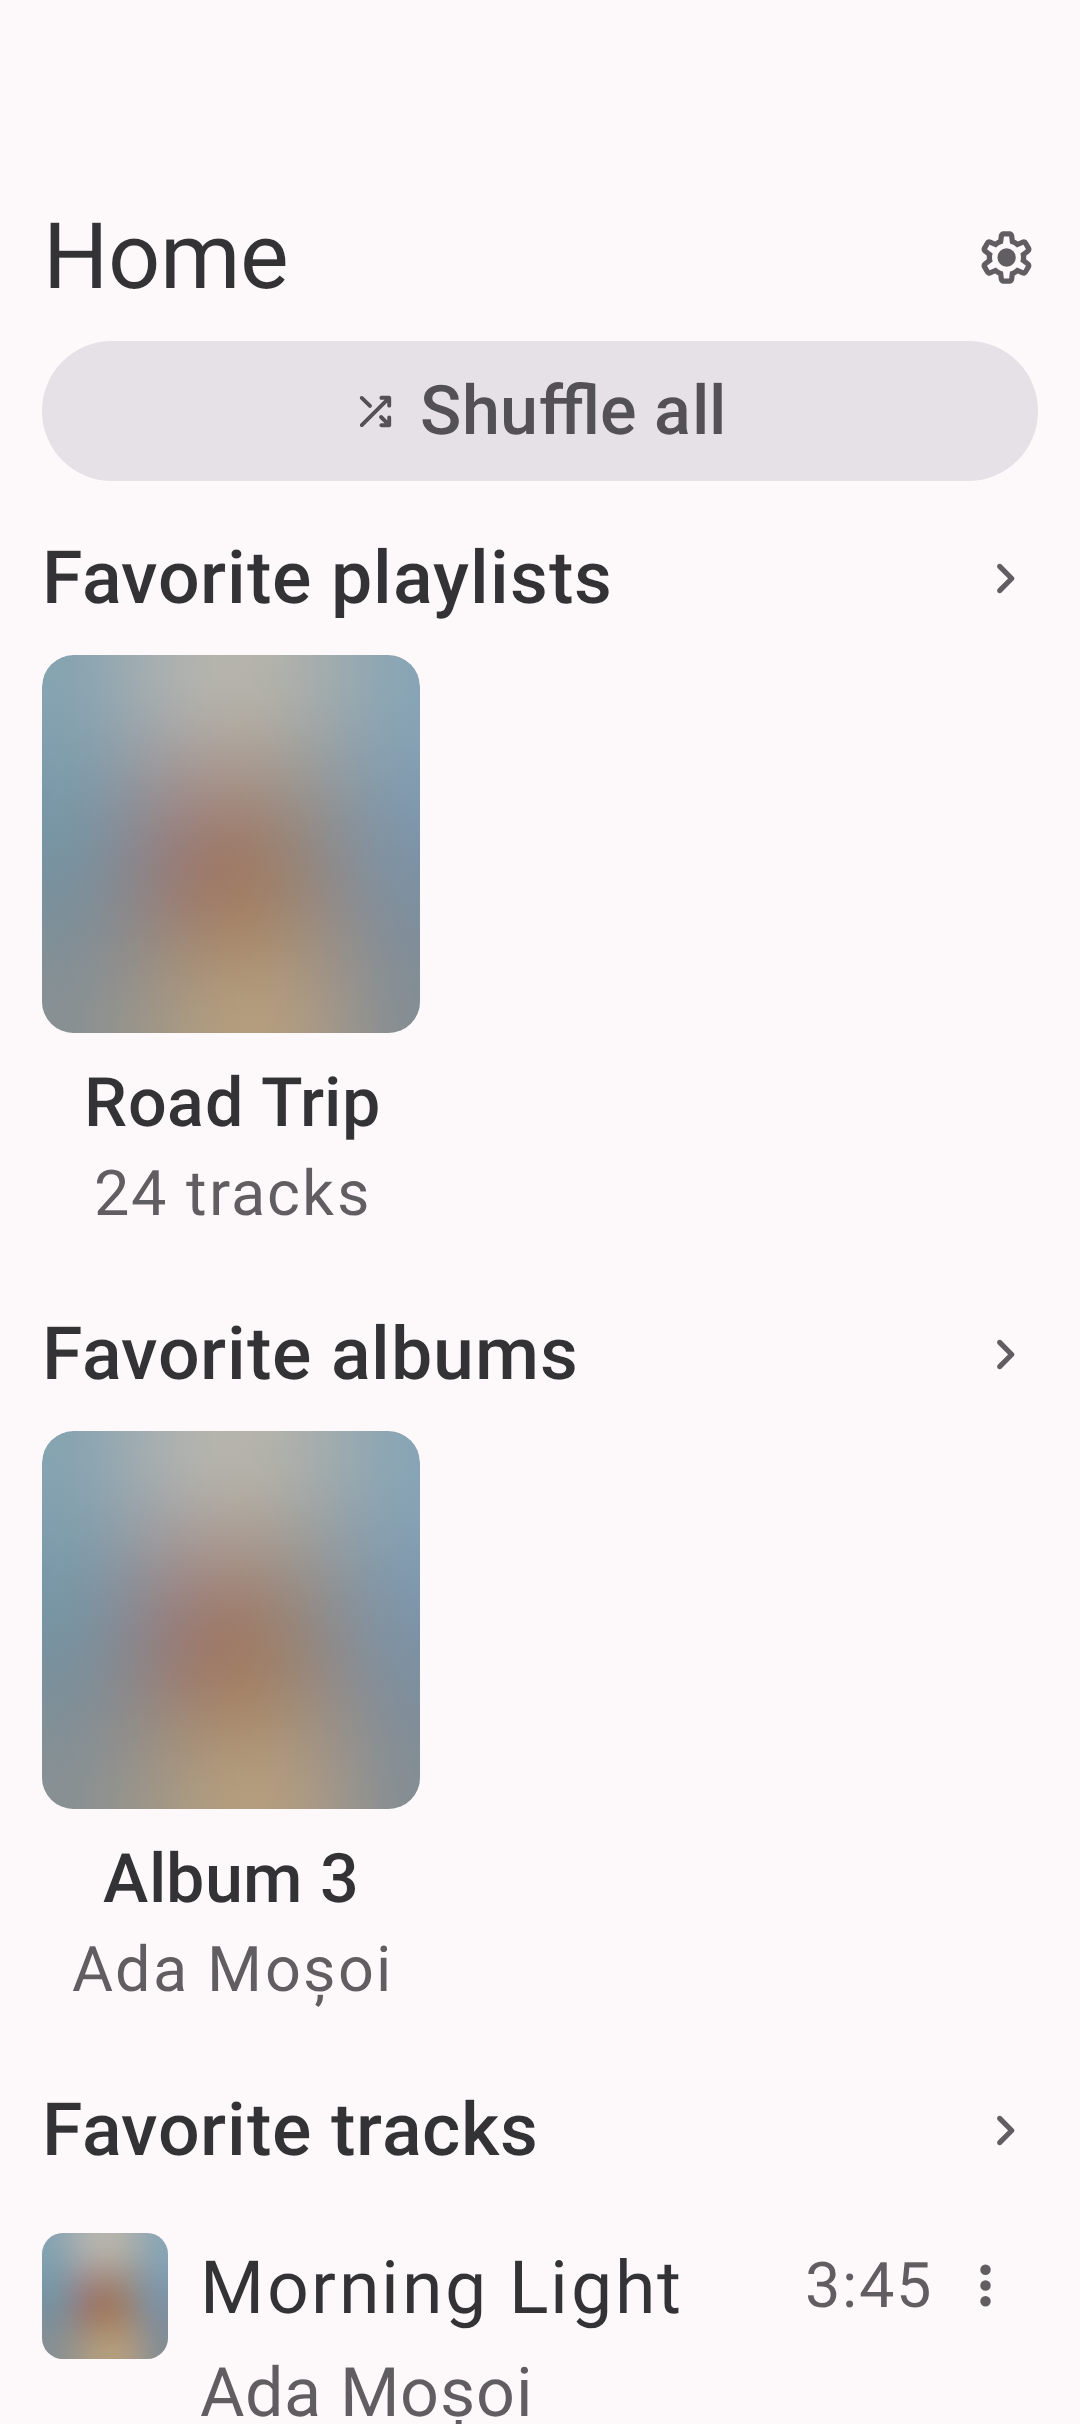 Home
Shuffle all
Favorite playlists
Road Trip
24 tracks
Favorite albums
Album 3
Ada Moșoi
Favorite tracks
Morning Light 3:45
Ada Moșoi